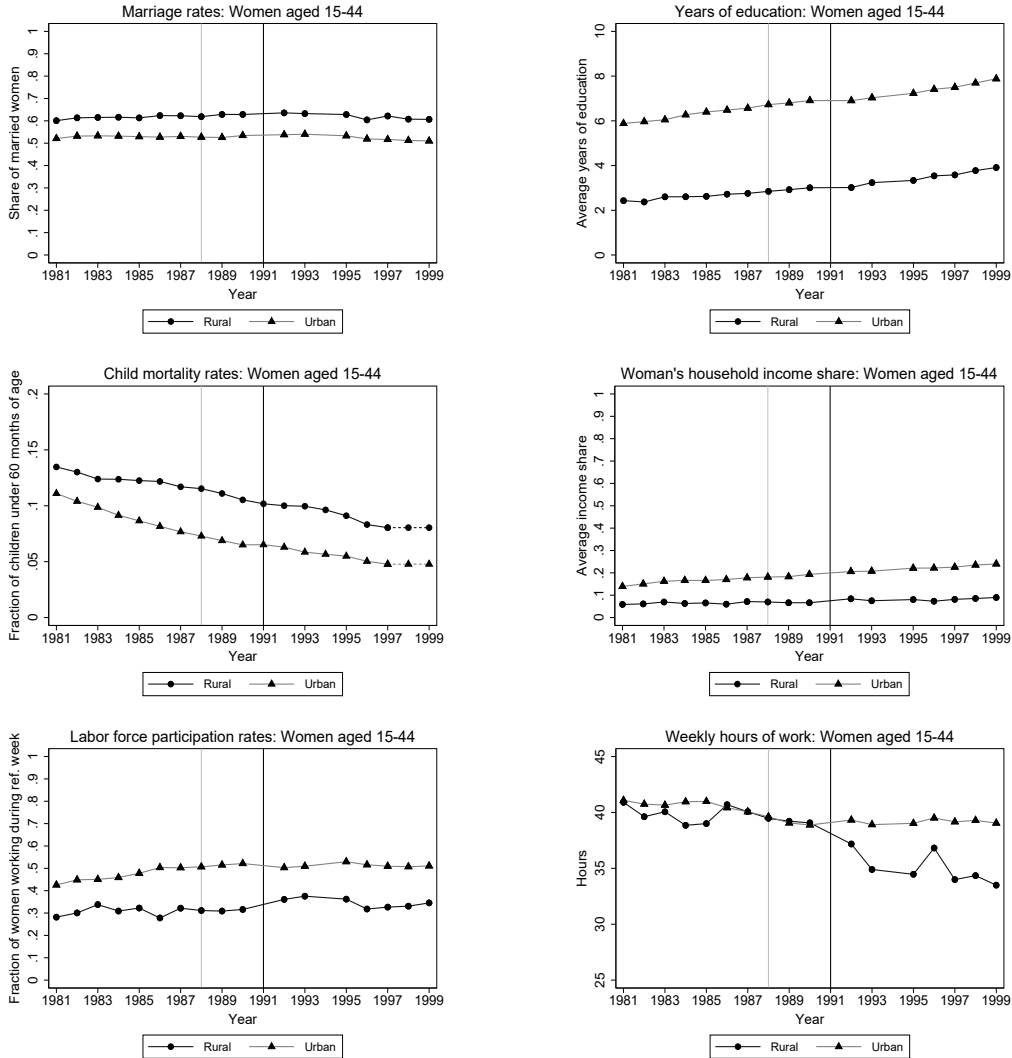 Marriage rates: Women aged 15-44
Share of married women
0 .1 .2 .3 .4 .5 .6 .7 .8 .9 1
1981 1983 1985 1987 1989 1991 1993 1995 1997 1999
Year
Rural Urban
Years of education: Women aged 15-44
Average years of education
0 2 4 6 8 10
1981 1983 1985 1987 1989 1991 1993 1995 1997 1999
Year
Rural Urban
Child mortality rates: Women aged 15-44
Fraction of children under 60 months of age
0 .05 .1 .15 .2
1981 1983 1985 1987 1989 1991 1993 1995 1997 1999
Year
Rural Urban
Woman's household income share: Women aged 15-44
Average income share
0 .1 .2 .3 .4 .5 .6 .7 .8 .9 1
1981 1983 1985 1987 1989 1991 1993 1995 1997 1999
Year
Rural Urban
Labor force participation rates: Women aged 15-44
Fraction of women working during ref. week
0 .1 .2 .3 .4 .5 .6 .7 .8 .9 1
1981 1983 1985 1987 1989 1991 1993 1995 1997 1999
Year
Rural Urban
Weekly hours of work: Women aged 15-44
Hours
25 30 35 40 45
1981 1983 1985 1987 1989 1991 1993 1995 1997 1999
Year
Rural Urban